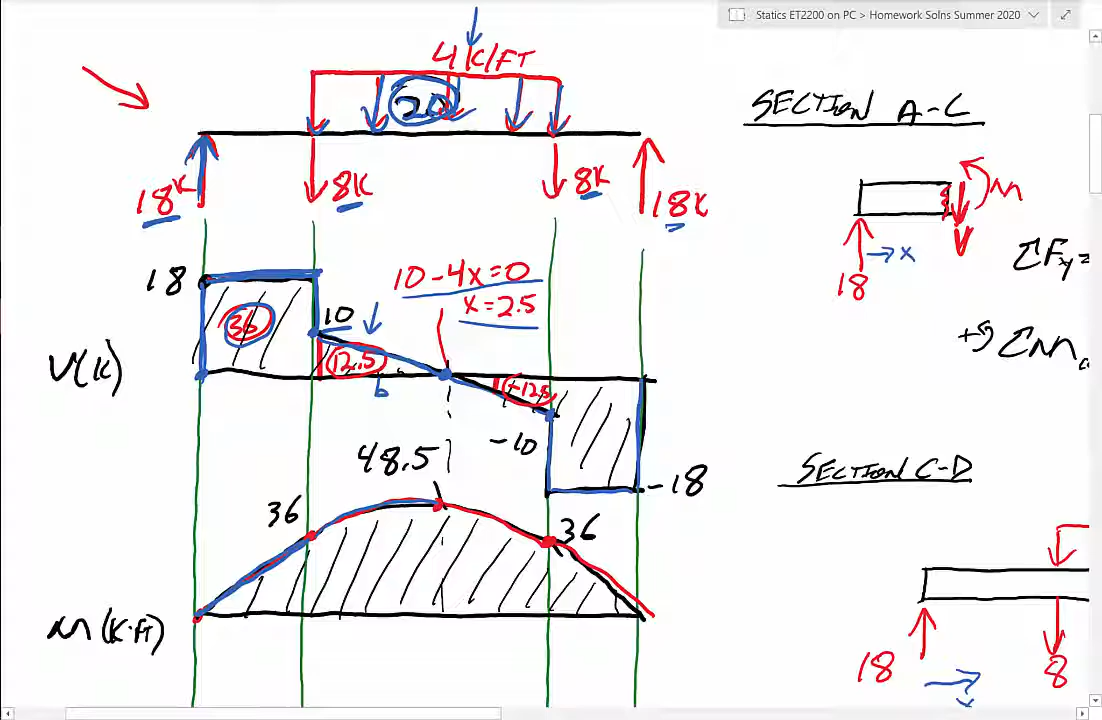 Statics ET2200 on PC > Homework Solns Summer 2020
4 K/FT
20
18K
8K
8K
18K
SECTION A-C
M
→ x
18
ΣFy=
+↺ ΣM
18
36
10
10-4x=0
x=2.5
12.5
b
-12.5
-10
-18
V(K)
48.5
36
36
M(K·FT)
SECTION C-D
18
8